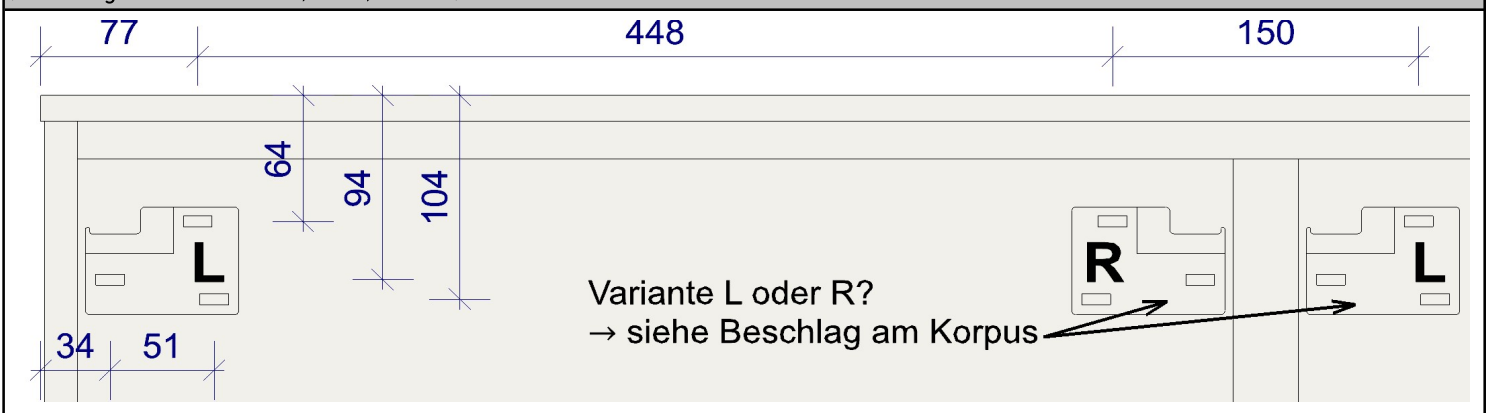 77 448 150
64 94 104
L R L
Variante L oder R?
→ siehe Beschlag am Korpus
34 51